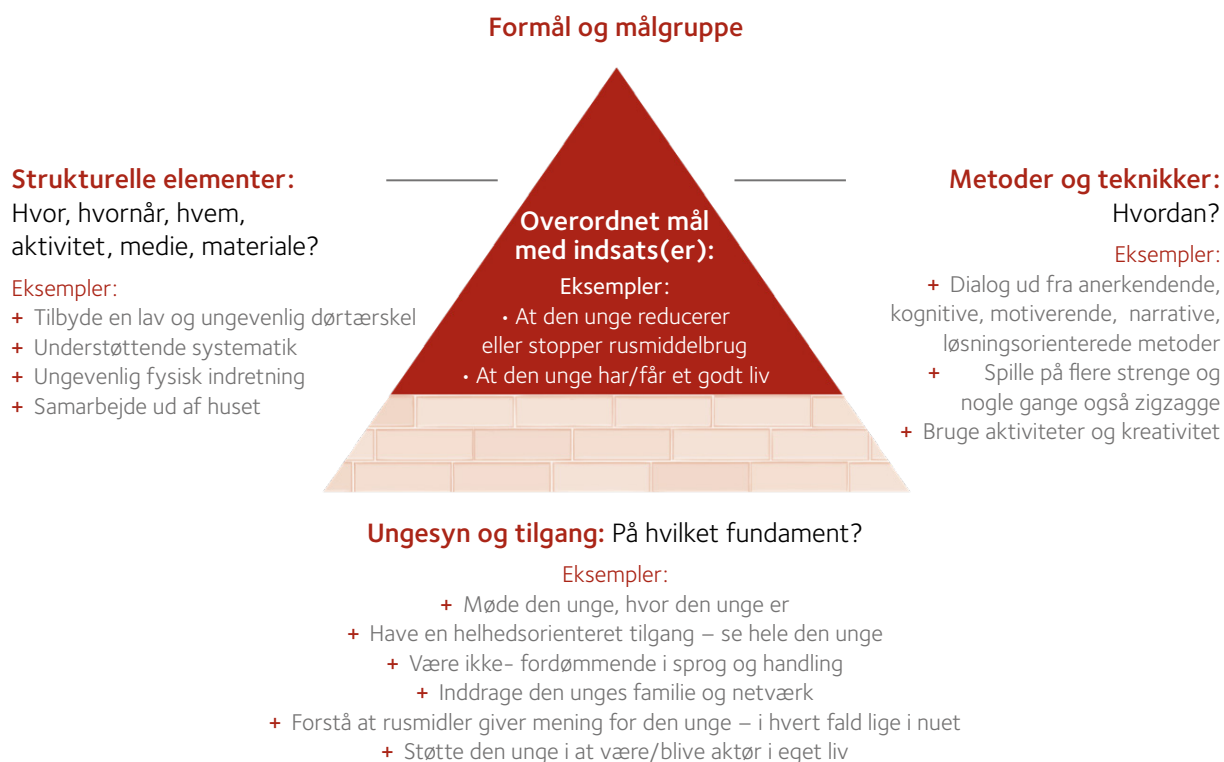 Formål og målgruppe
Strukturelle elementer:
Hvor, hvornår, hvem,
aktivitet, medie, materiale?
Eksempler:
+ Tilbyde en lav og ungevenlig dørtærskel
+ Understøttende systematik
+ Ungevenlig fysisk indretning
+ Samarbejde ud af huset
Overordnet mål
med indsats(er):
Eksempler:
• At den unge reducerer
eller stopper rusmiddelbrug
• At den unge har/får et godt liv
Metoder og teknikker:
Hvordan?
Eksempler:
+ Dialog ud fra anerkendende,
kognitive, motiverende, narrative,
løsningsorienterede metoder
+ Spille på flere strenge og
nogle gange også zigzagge
+ Bruge aktiviteter og kreativitet
Ungesyn og tilgang: På hvilket fundament?
Eksempler:
+ Møde den unge, hvor den unge er
+ Have en helhedsorienteret tilgang – se hele den unge
+ Være ikke- fordømmende i sprog og handling
+ Inddrage den unges familie og netværk
+ Forstå at rusmidler giver mening for den unge – i hvert fald lige i nuet
+ Støtte den unge i at være/blive aktør i eget liv